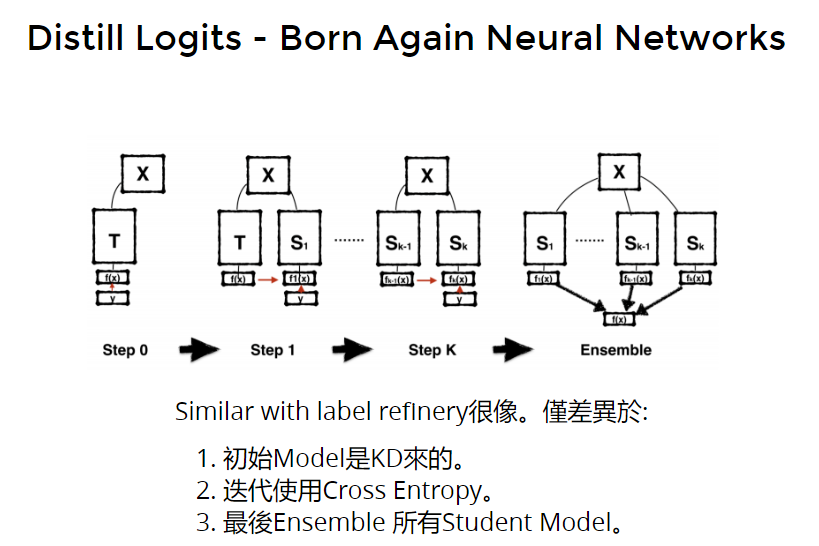 Distill Logits - Born Again Neural Networks
X
X
X
X
T
T
S1
.......
Sk-1
Sk
S1
.......
Sk-1
Sk
f(x)
f(x)
f1(x)
fk-1(x)
fk(x)
f1(x)
fk-1(x)
fk(x)
y
y
y
f(x)
Step 0
Step 1
Step K
Ensemble
Similar with label refinery很像。僅差異於:
1. 初始Model是KD來的。
2. 迭代使用Cross Entropy。
3. 最後Ensemble 所有Student Model。